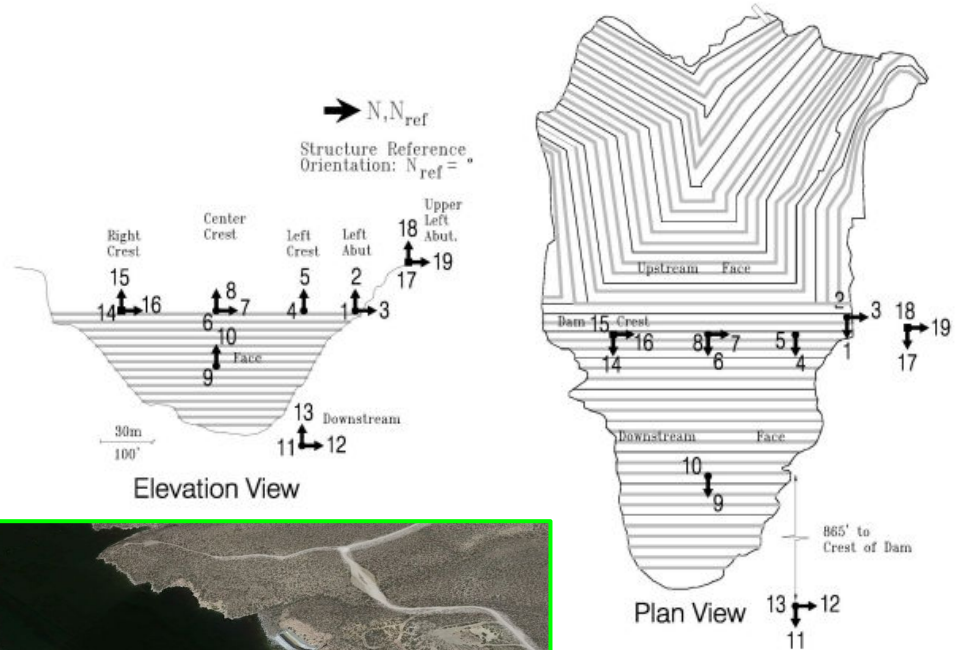 N,N ref
Structure Reference
Orientation: N ref = °
Upper
Left
Abut.
Center
Crest
Right
Crest
Left
Crest
Left
Abut
18
19
17
15
14
16
8
6
7
5
4
2
1
3
10
Face
9
13
Downstream
11
12
30m
100'
Elevation View
Upstream Face
2
3
1
18
19
17
Dam Crest
15
16
14
8
7
6
5
4
Downstream Face
10
9
865' to
Crest of Dam
13
12
11
Plan View